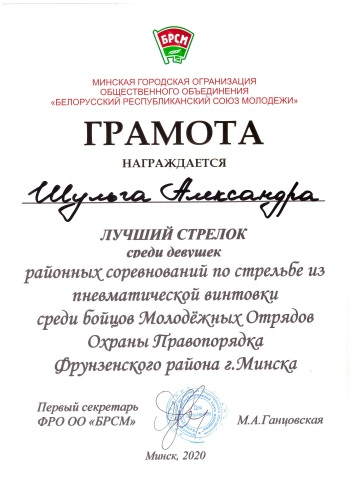 БРСМ
МИНСКАЯ ГОРОДСКАЯ ОГРАНИЗАЦИЯ
ОБЩЕСТВЕННОГО ОБЪЕДИНЕНИЯ
«БЕЛОРУССКИЙ РЕСПУБЛИКАНСКИЙ СОЮЗ МОЛОДЕЖИ»
ГРАМОТА
НАГРАЖДАЕТСЯ
Шульга Александра
ЛУЧШИЙ СТРЕЛОК
среди девушек
районных соревнований по стрельбе из
пневматической винтовки
среди бойцов Молодёжных Отрядов
Охраны Правопорядка
Фрунзенского района г.Минска
Первый секретарь
ФРО ОО «БРСМ»
М.А.Ганцовская
Минск, 2020